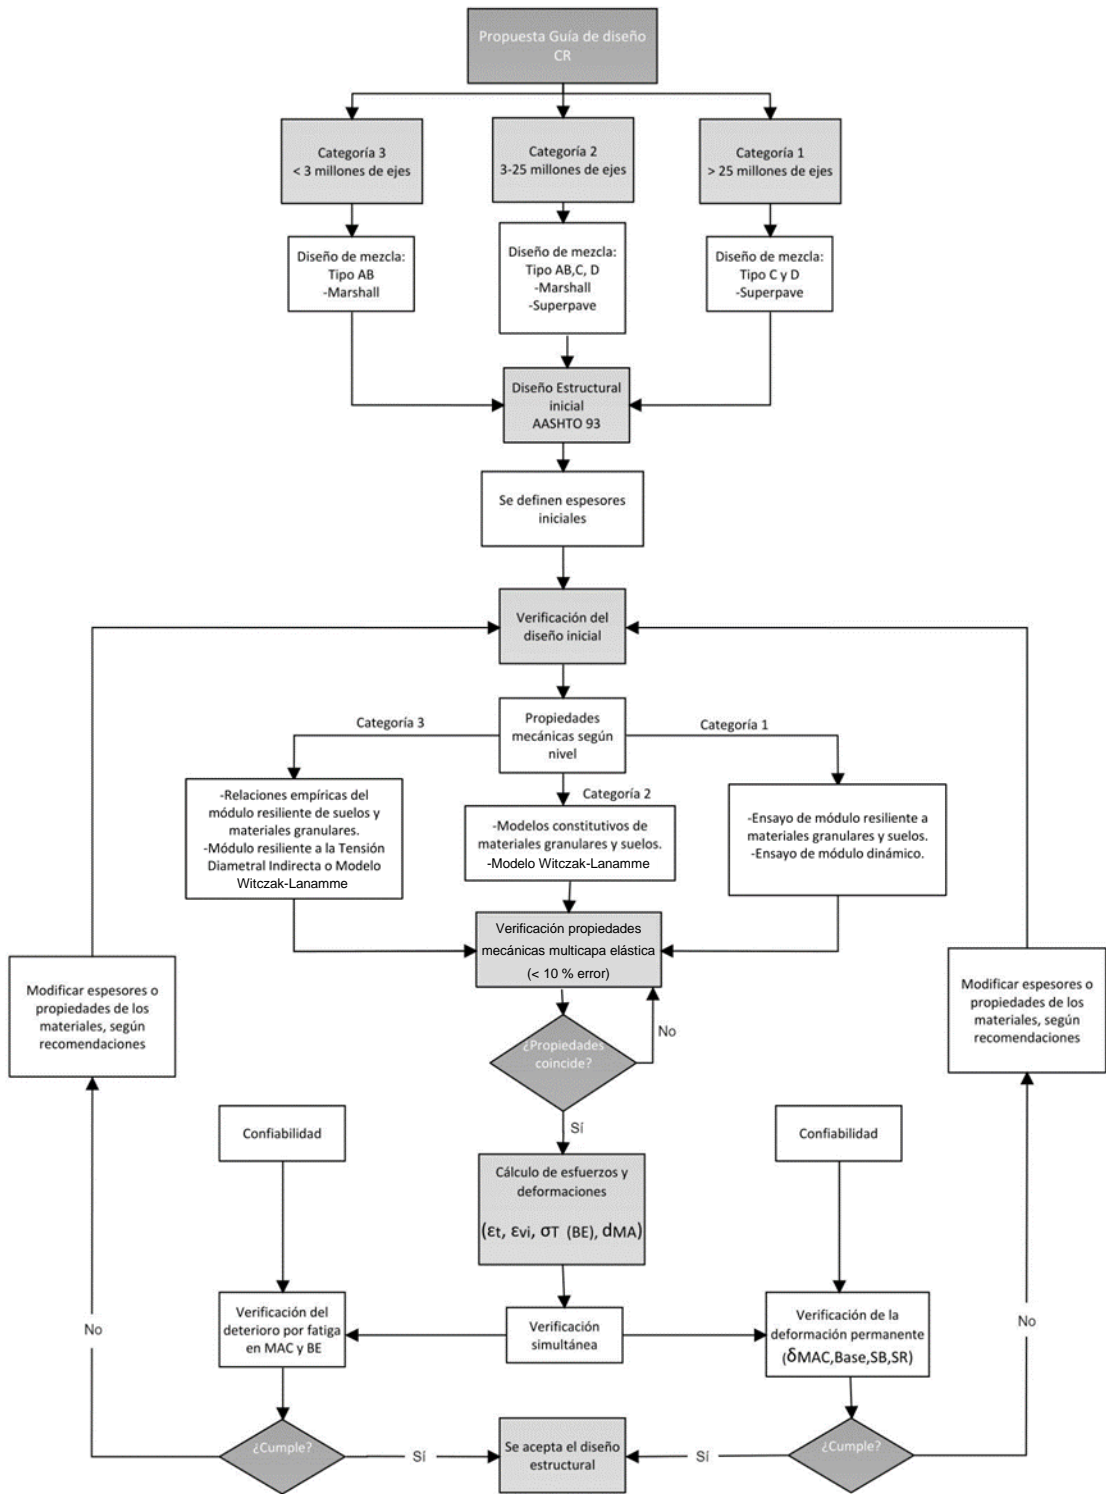 Propuesta Guía de diseño
CR
Categoría 3
< 3 millones de ejes
Categoría 2
3-25 millones de ejes
Categoría 1
> 25 millones de ejes
Diseño de mezcla:
Tipo AB
-Marshall
Diseño de mezcla:
Tipo AB,C, D
-Marshall
-Superpave
Diseño de mezcla:
Tipo C y D
-Superpave
Diseño Estructural
inicial
AASHTO 93
Se definen espesores
iniciales
Verificación del
diseño inicial
Propiedades
mecánicas según
nivel
Categoría 3
Categoría 1
Categoría 2
-Relaciones empíricas del
módulo resiliente de suelos y
materiales granulares.
-Módulo resiliente a la Tensión
Diametral Indirecta o Modelo
Witczak-Lanamme
-Modelos constitutivos de
materiales granulares y suelos.
-Modelo Witczak-Lanamme
-Ensayo de módulo resiliente a
materiales granulares y suelos.
-Ensayo de módulo dinámico.
Verificación propiedades
mecánicas multicapa elástica
(< 10 % error)
Modificar espesores o
propiedades de los
materiales, según
recomendaciones
Modificar espesores o
propiedades de los
materiales, según
recomendaciones
¿Propiedades
coincide?
No
Sí
Confiabilidad
Confiabilidad
Cálculo de esfuerzos y
deformaciones
(εt, εvi, σT (BE), dMA)
Verificación del
deterioro por fatiga
en MAC y BE
Verificación
simultánea
Verificación de la
deformación permanente
(δMAC,Base,SB,SR)
No
No
¿Cumple?
Sí
Se acepta el diseño
estructural
Sí
¿Cumple?